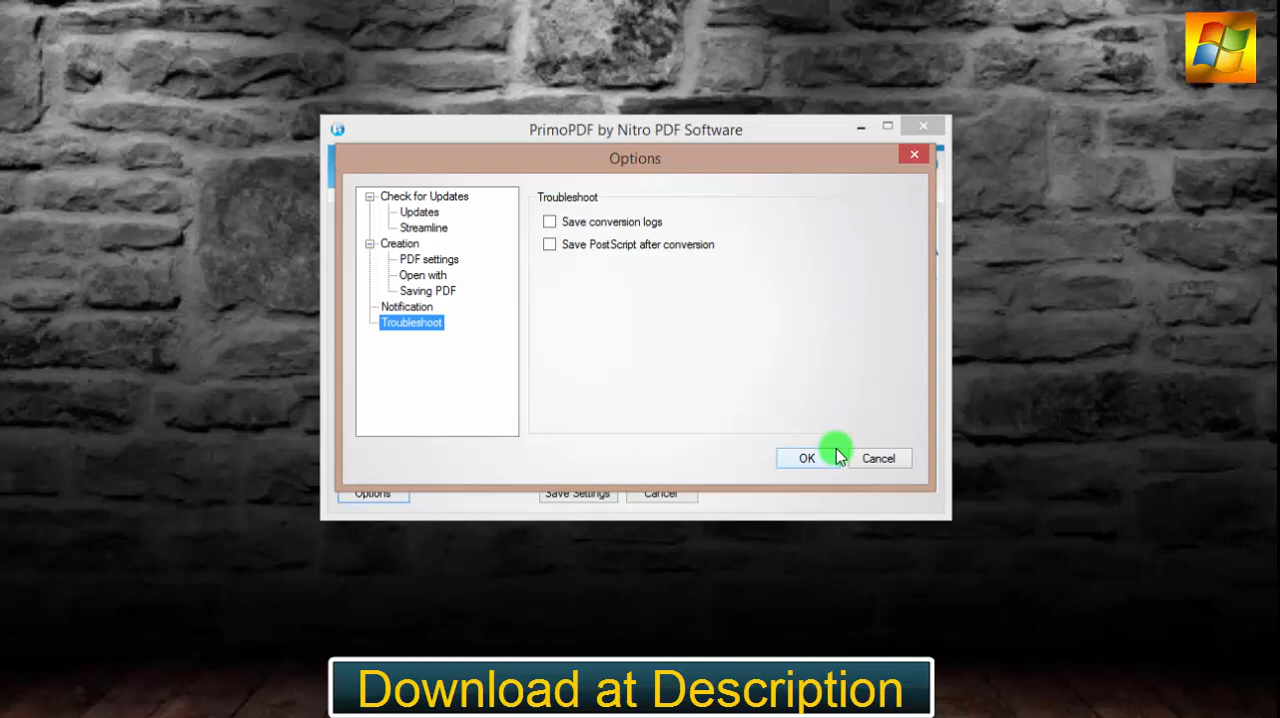 PrimoPDF by Nitro PDF Software
Options
Check for Updates
Updates
Streamline
Creation
PDF settings
Open with
Saving PDF
Notification
Troubleshoot
Troubleshoot
Save conversion logs
Save PostScript after conversion
OK
Cancel
Options
Save Settings
Cancel
Download at Description